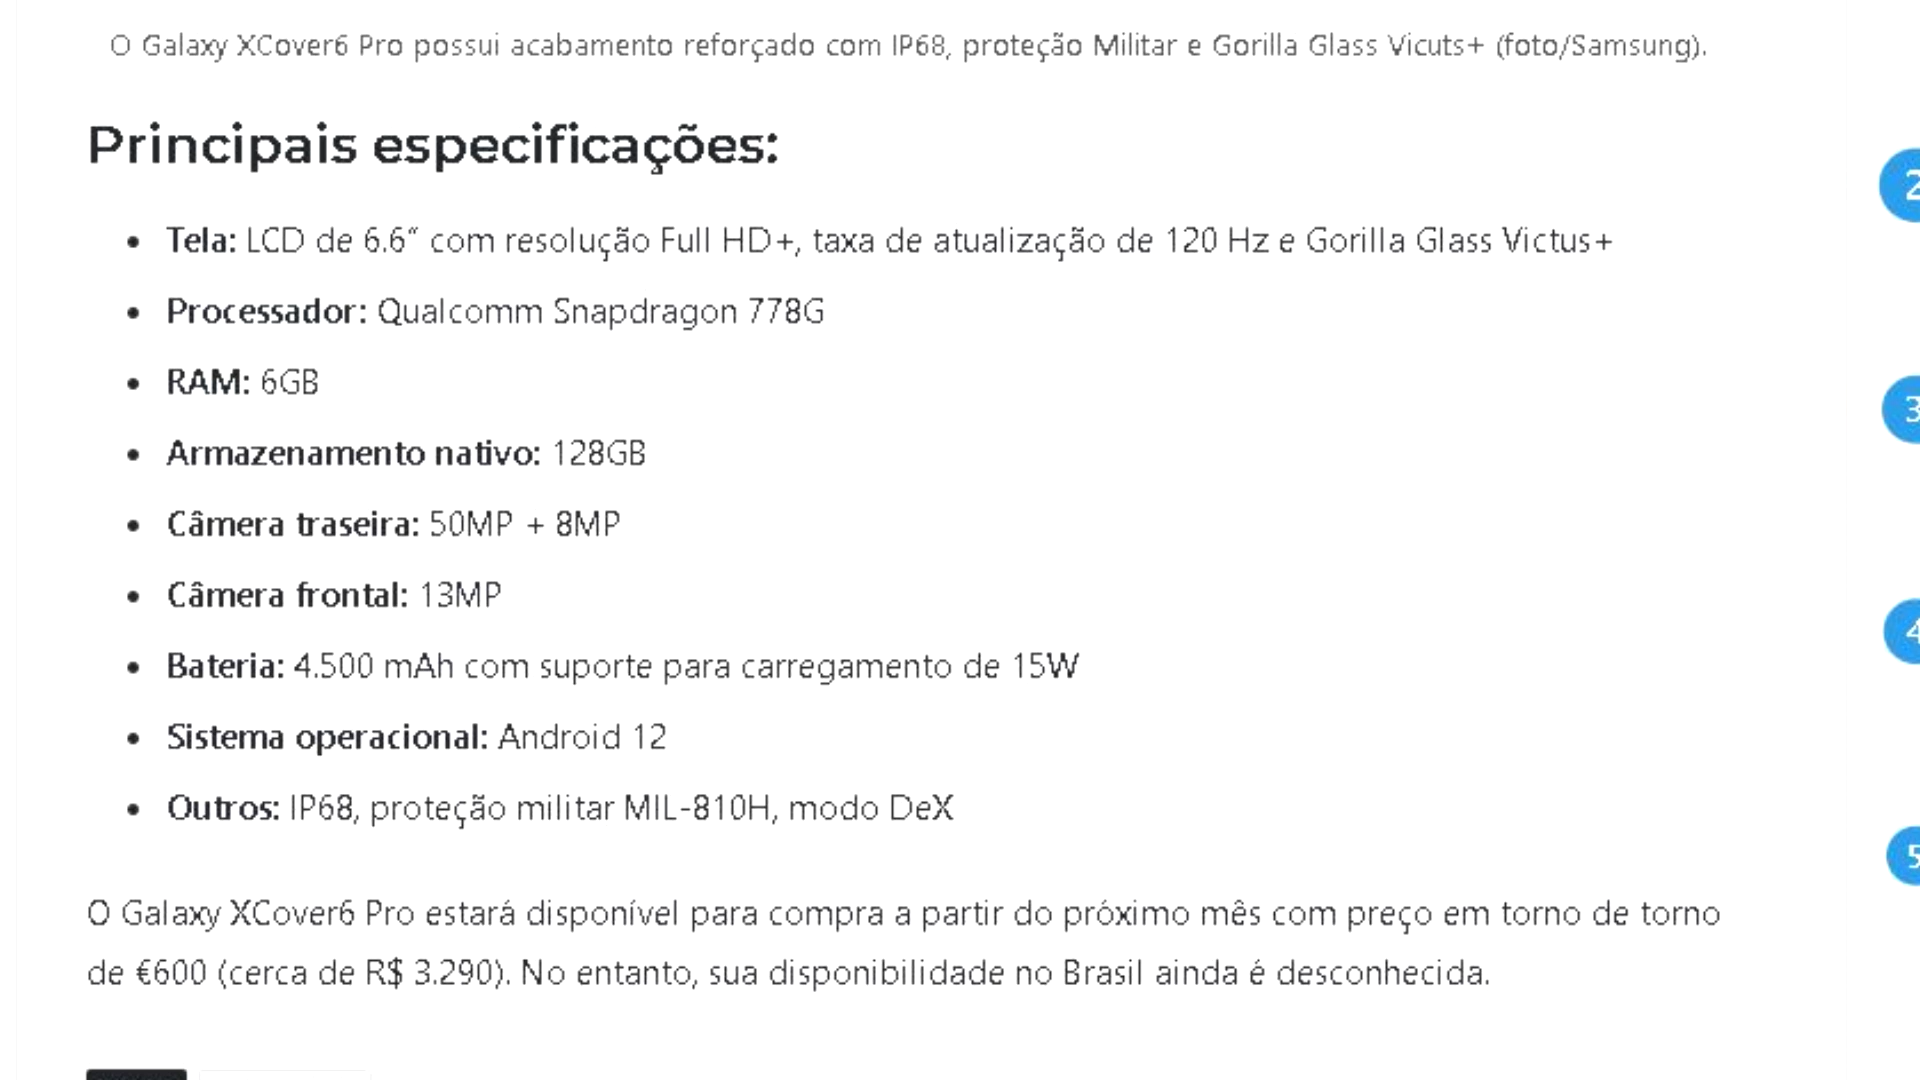 O Galaxy XCover6 Pro possui acabamento reforçado com IP68, proteção Militar e Gorilla Glass Vicuts+ (foto/Samsung).
Principais especificações:
• Tela: LCD de 6.6“ com resolução Full HD+, taxa de atualização de 120 Hz e Gorilla Glass Victus+
• Processador: Qualcomm Snapdragon 778G
• RAM: 6GB
• Armazenamento nativo: 128GB
• Câmera traseira: 50MP + 8MP
• Câmera frontal: 13MP
• Bateria: 4.500 mAh com suporte para carregamento de 15W
• Sistema operacional: Android 12
• Outros: IP68, proteção militar MIL-810H, modo DeX
O Galaxy XCover6 Pro estará disponível para compra a partir do próximo mês com preço em torno de torno
de €600 (cerca de R$ 3.290). No entanto, sua disponibilidade no Brasil ainda é desconhecida.
2
3
4
5